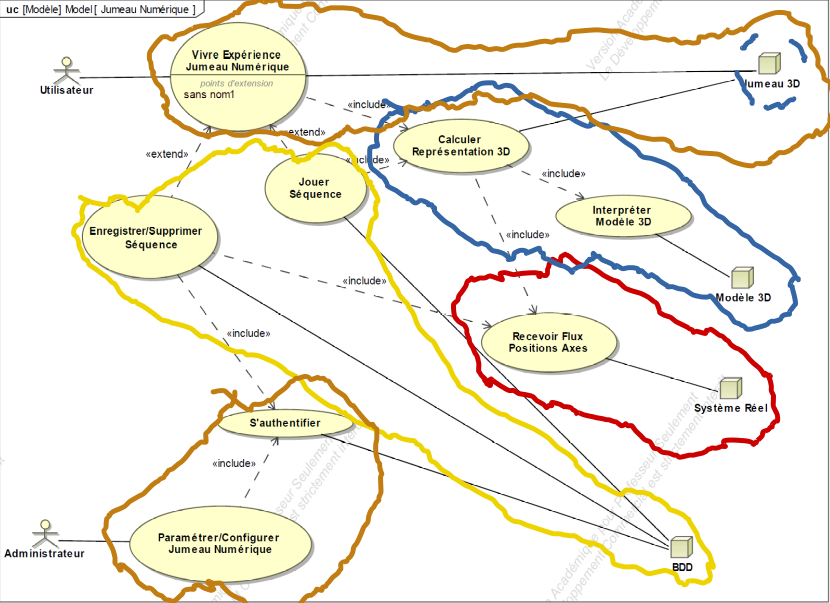 uc [Modèle] Model [ Jumeau Numérique ]
Vivre Expérience
Jumeau Numérique
points d'extension
sans nom1
Utilisateur
Jumeau 3D
«include»
«extend»
«extend»
Calculer
Représentation 3D
«include»
Jouer
Séquence
«include»
Interpréter
Modèle 3D
Enregistrer/Supprimer
Séquence
«include»
«include»
Modèle 3D
Recevoir Flux
Positions Axes
«include»
Système Réel
S'authentifier
«include»
Paramétrer/Configurer
Jumeau Numérique
Administrateur
BDD